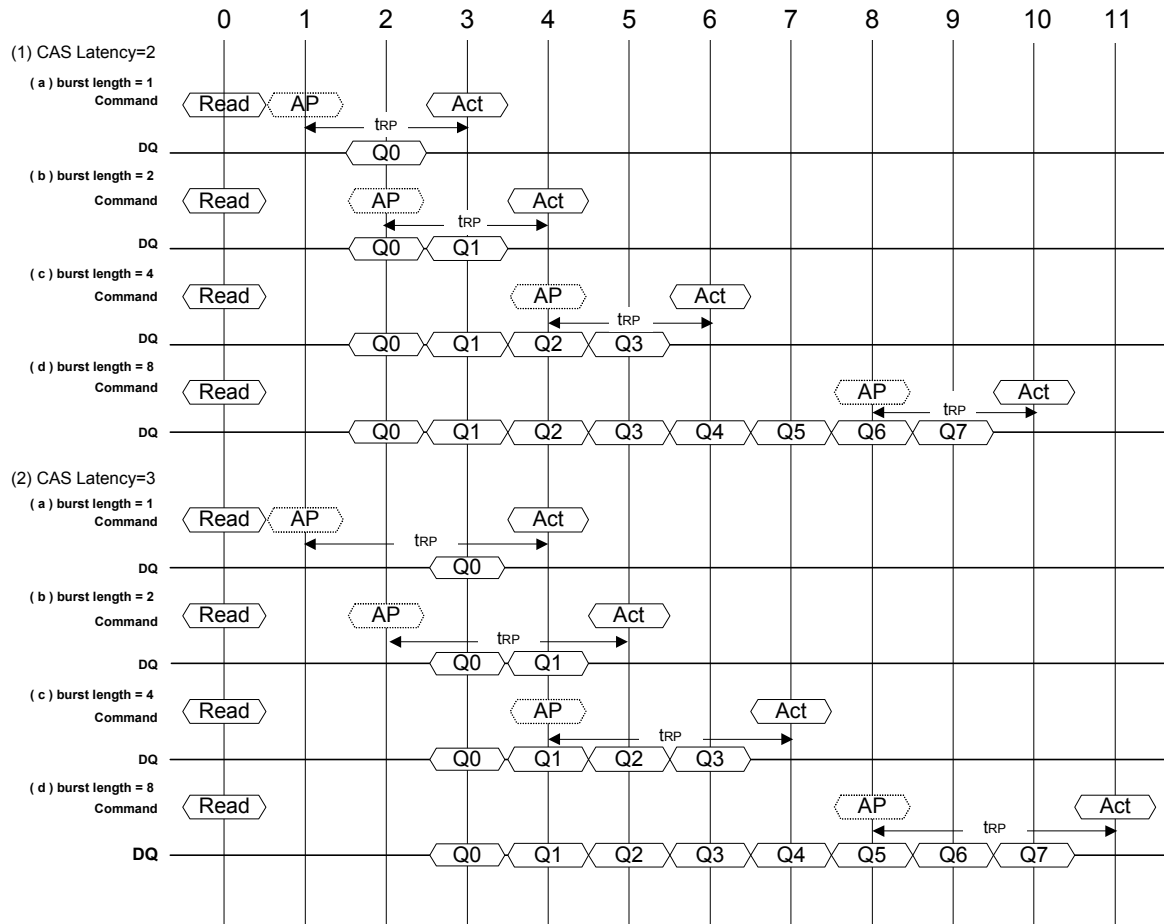 0 1 2 3 4 5 6 7 8 9 10 11
(1) CAS Latency=2
( a ) burst length = 1
Command Read AP Act
tRP
DQ Q0
( b ) burst length = 2
Command Read AP Act
tRP
DQ Q0 Q1
( c ) burst length = 4
Command Read AP Act
tRP
DQ Q0 Q1 Q2 Q3
( d ) burst length = 8
Command Read AP Act
tRP
DQ Q0 Q1 Q2 Q3 Q4 Q5 Q6 Q7
(2) CAS Latency=3
( a ) burst length = 1
Command Read AP Act
tRP
DQ Q0
( b ) burst length = 2
Command Read AP Act
tRP
DQ Q0 Q1
( c ) burst length = 4
Command Read AP Act
tRP
DQ Q0 Q1 Q2 Q3
( d ) burst length = 8
Command Read AP Act
tRP
DQ Q0 Q1 Q2 Q3 Q4 Q5 Q6 Q7